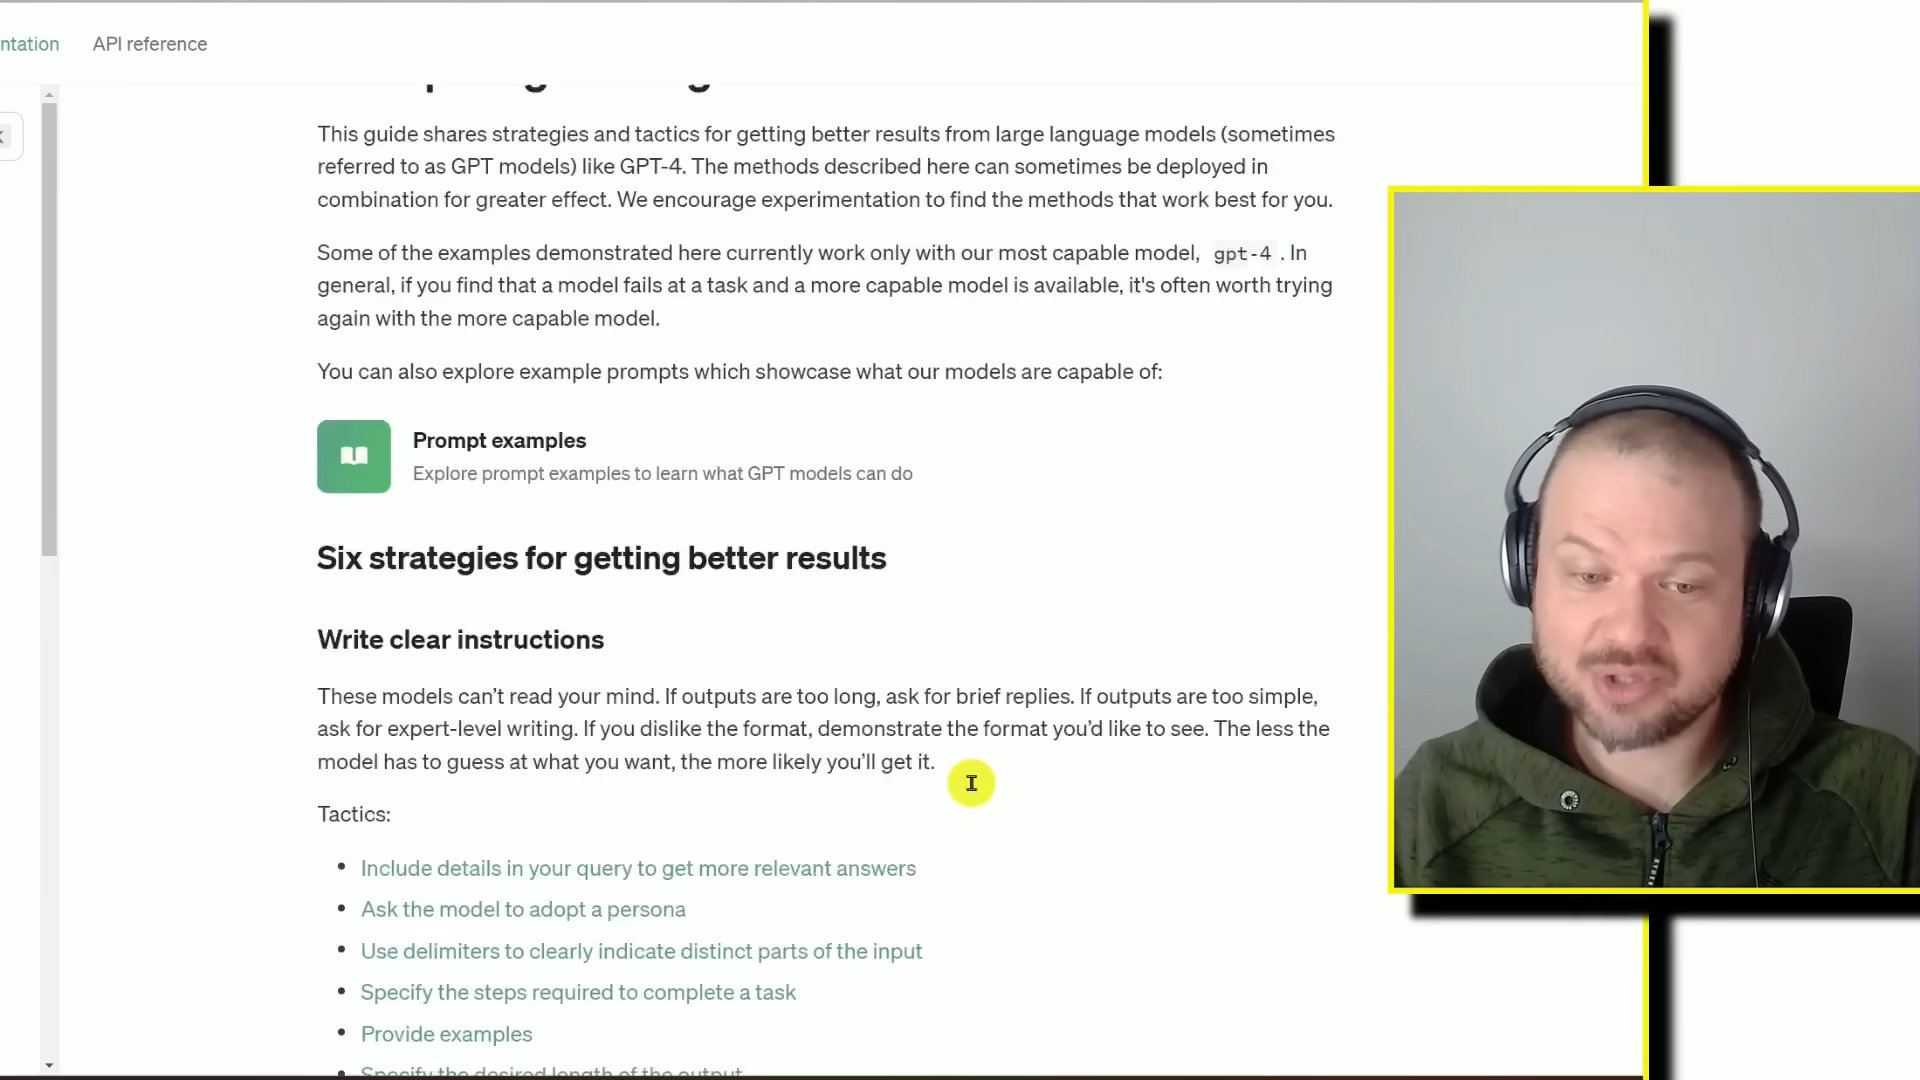 ntation API reference
This guide shares strategies and tactics for getting better results from large language models (sometimes
referred to as GPT models) like GPT-4. The methods described here can sometimes be deployed in
combination for greater effect. We encourage experimentation to find the methods that work best for you.
Some of the examples demonstrated here currently work only with our most capable model, gpt-4 . In
general, if you find that a model fails at a task and a more capable model is available, it's often worth trying
again with the more capable model.
You can also explore example prompts which showcase what our models are capable of:
Prompt examples
Explore prompt examples to learn what GPT models can do
Six strategies for getting better results
Write clear instructions
These models can’t read your mind. If outputs are too long, ask for brief replies. If outputs are too simple,
ask for expert-level writing. If you dislike the format, demonstrate the format you’d like to see. The less the
model has to guess at what you want, the more likely you’ll get it.
Tactics:
• Include details in your query to get more relevant answers
• Ask the model to adopt a persona
• Use delimiters to clearly indicate distinct parts of the input
• Specify the steps required to complete a task
• Provide examples
• Specify the desired length of the output